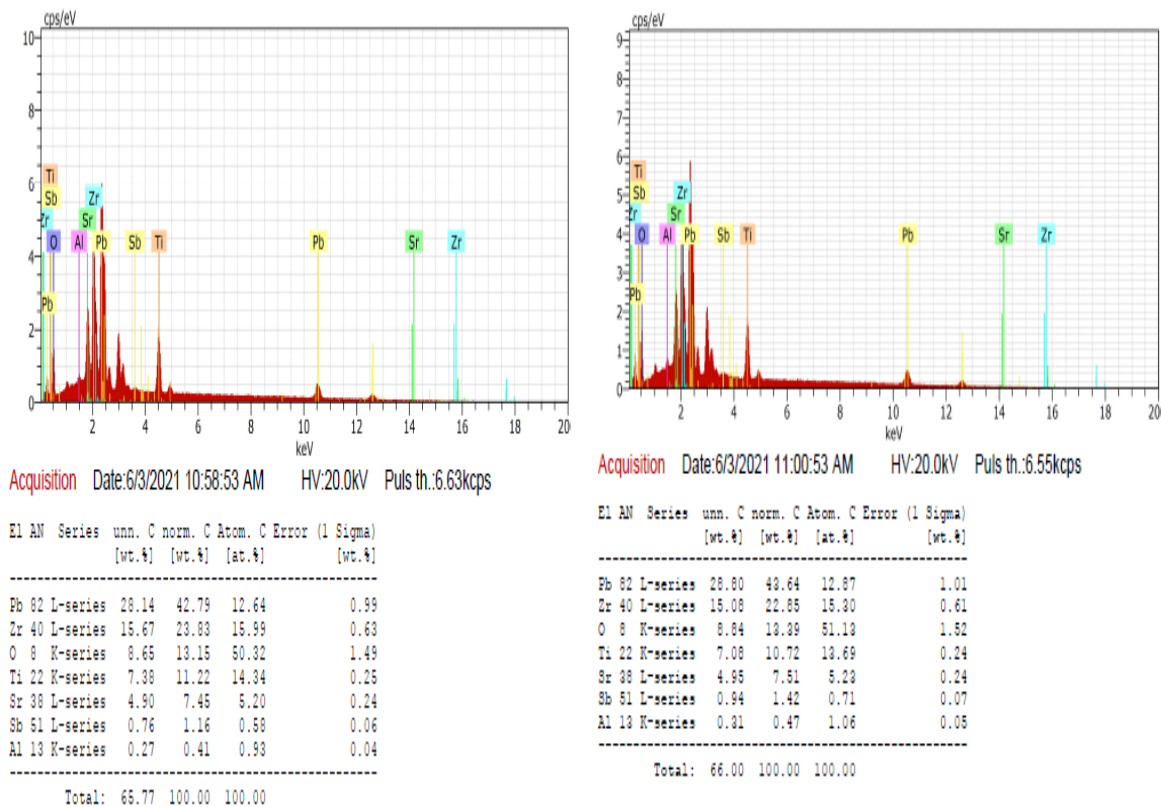 cps/eV
10
8
6
4
2
0
Ti
Sb
Zr
Zr
Sr
O Al Pb Sb Ti Pb Sr Zr
Pb
2 4 6 8 10 12 14 16 18 20
keV
Acquisition Date:6/3/2021 10:58:53 AM HV:20.0kV Puls th.:6.63kcps
El AN Series unn. C norm. C Atom. C Error (1 Sigma)
[wt.%] [wt.%] [at.%] [wt.%]
Pb 82 L-series 28.14 42.79 12.64 0.99
Zr 40 L-series 15.67 23.83 15.99 0.63
O 8 K-series 8.65 13.15 50.32 1.49
Ti 22 K-series 7.38 11.22 14.34 0.25
Sr 38 L-series 4.90 7.45 5.20 0.24
Sb 51 L-series 0.76 1.16 0.58 0.06
Al 13 K-series 0.27 0.41 0.93 0.04
Total: 65.77 100.00 100.00
cps/eV
9
8
7
6
5
4
3
2
1
0
Ti
Sb
Zr
Zr Sr
O Al Pb Sb Ti Pb Sr Zr
Pb
2 4 6 8 10 12 14 16 18 20
keV
Acquisition Date:6/3/2021 11:00:53 AM HV:20.0kV Puls th.:6.55kcps
El AN Series unn. C norm. C Atom. C Error (1 Sigma)
[wt.%] [wt.%] [at.%] [wt.%]
Pb 82 L-series 28.80 43.64 12.87 1.01
Zr 40 L-series 15.08 22.85 15.30 0.61
O 8 K-series 8.84 13.39 51.13 1.52
Ti 22 K-series 7.08 10.72 13.69 0.24
Sr 38 L-series 4.95 7.51 5.23 0.24
Sb 51 L-series 0.94 1.42 0.71 0.07
Al 13 K-series 0.31 0.47 1.06 0.05
Total: 66.00 100.00 100.00